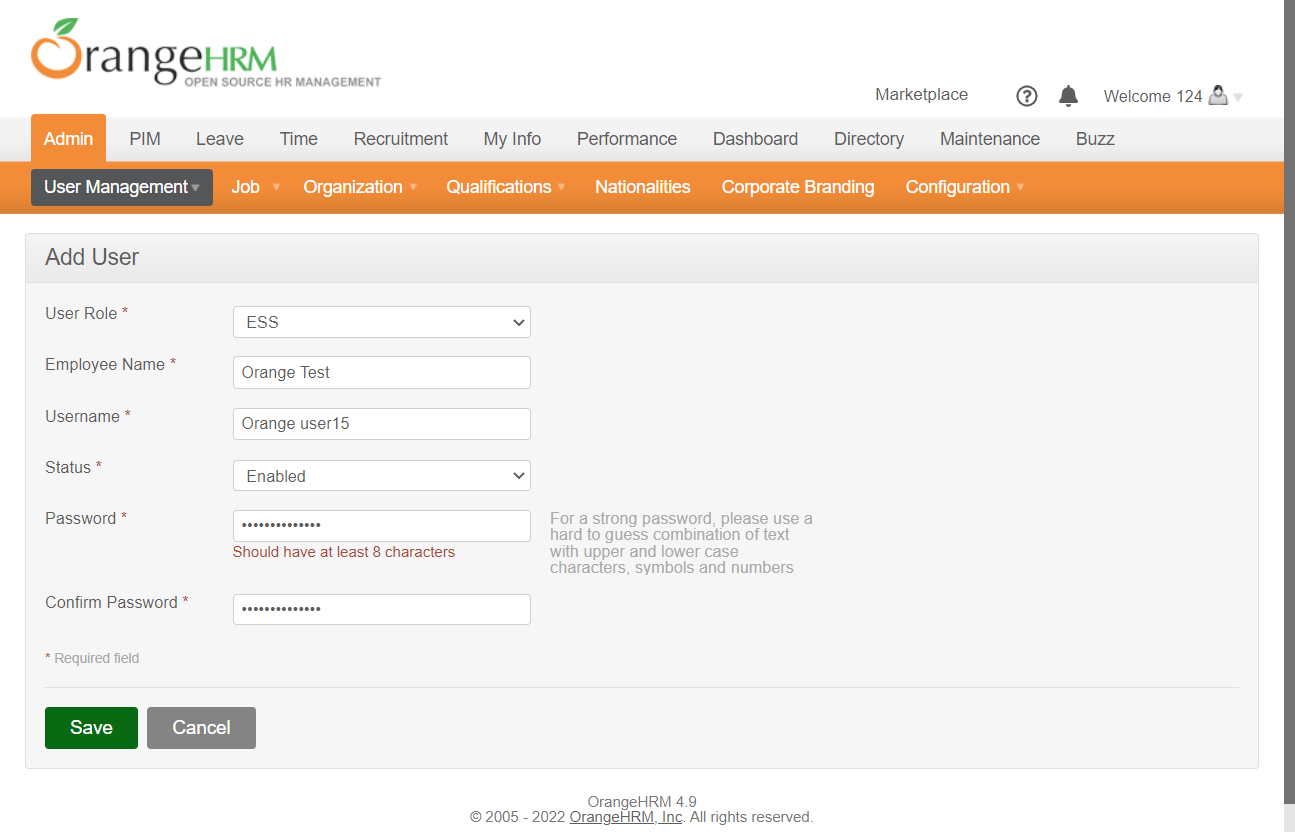 OrangeHRM
OPEN SOURCE HR MANAGEMENT
Marketplace ? Welcome 124
Admin PIM Leave Time Recruitment My Info Performance Dashboard Directory Maintenance Buzz
User Management Job Organization Qualifications Nationalities Corporate Branding Configuration
Add User
User Role * ESS
Employee Name * Orange Test
Username * Orange user15
Status * Enabled
Password * ••••••••••••••
Should have at least 8 characters
For a strong password, please use a
hard to guess combination of text
with upper and lower case
characters, symbols and numbers
Confirm Password * ••••••••••••••
* Required field
Save Cancel
OrangeHRM 4.9
© 2005 - 2022 OrangeHRM, Inc. All rights reserved.